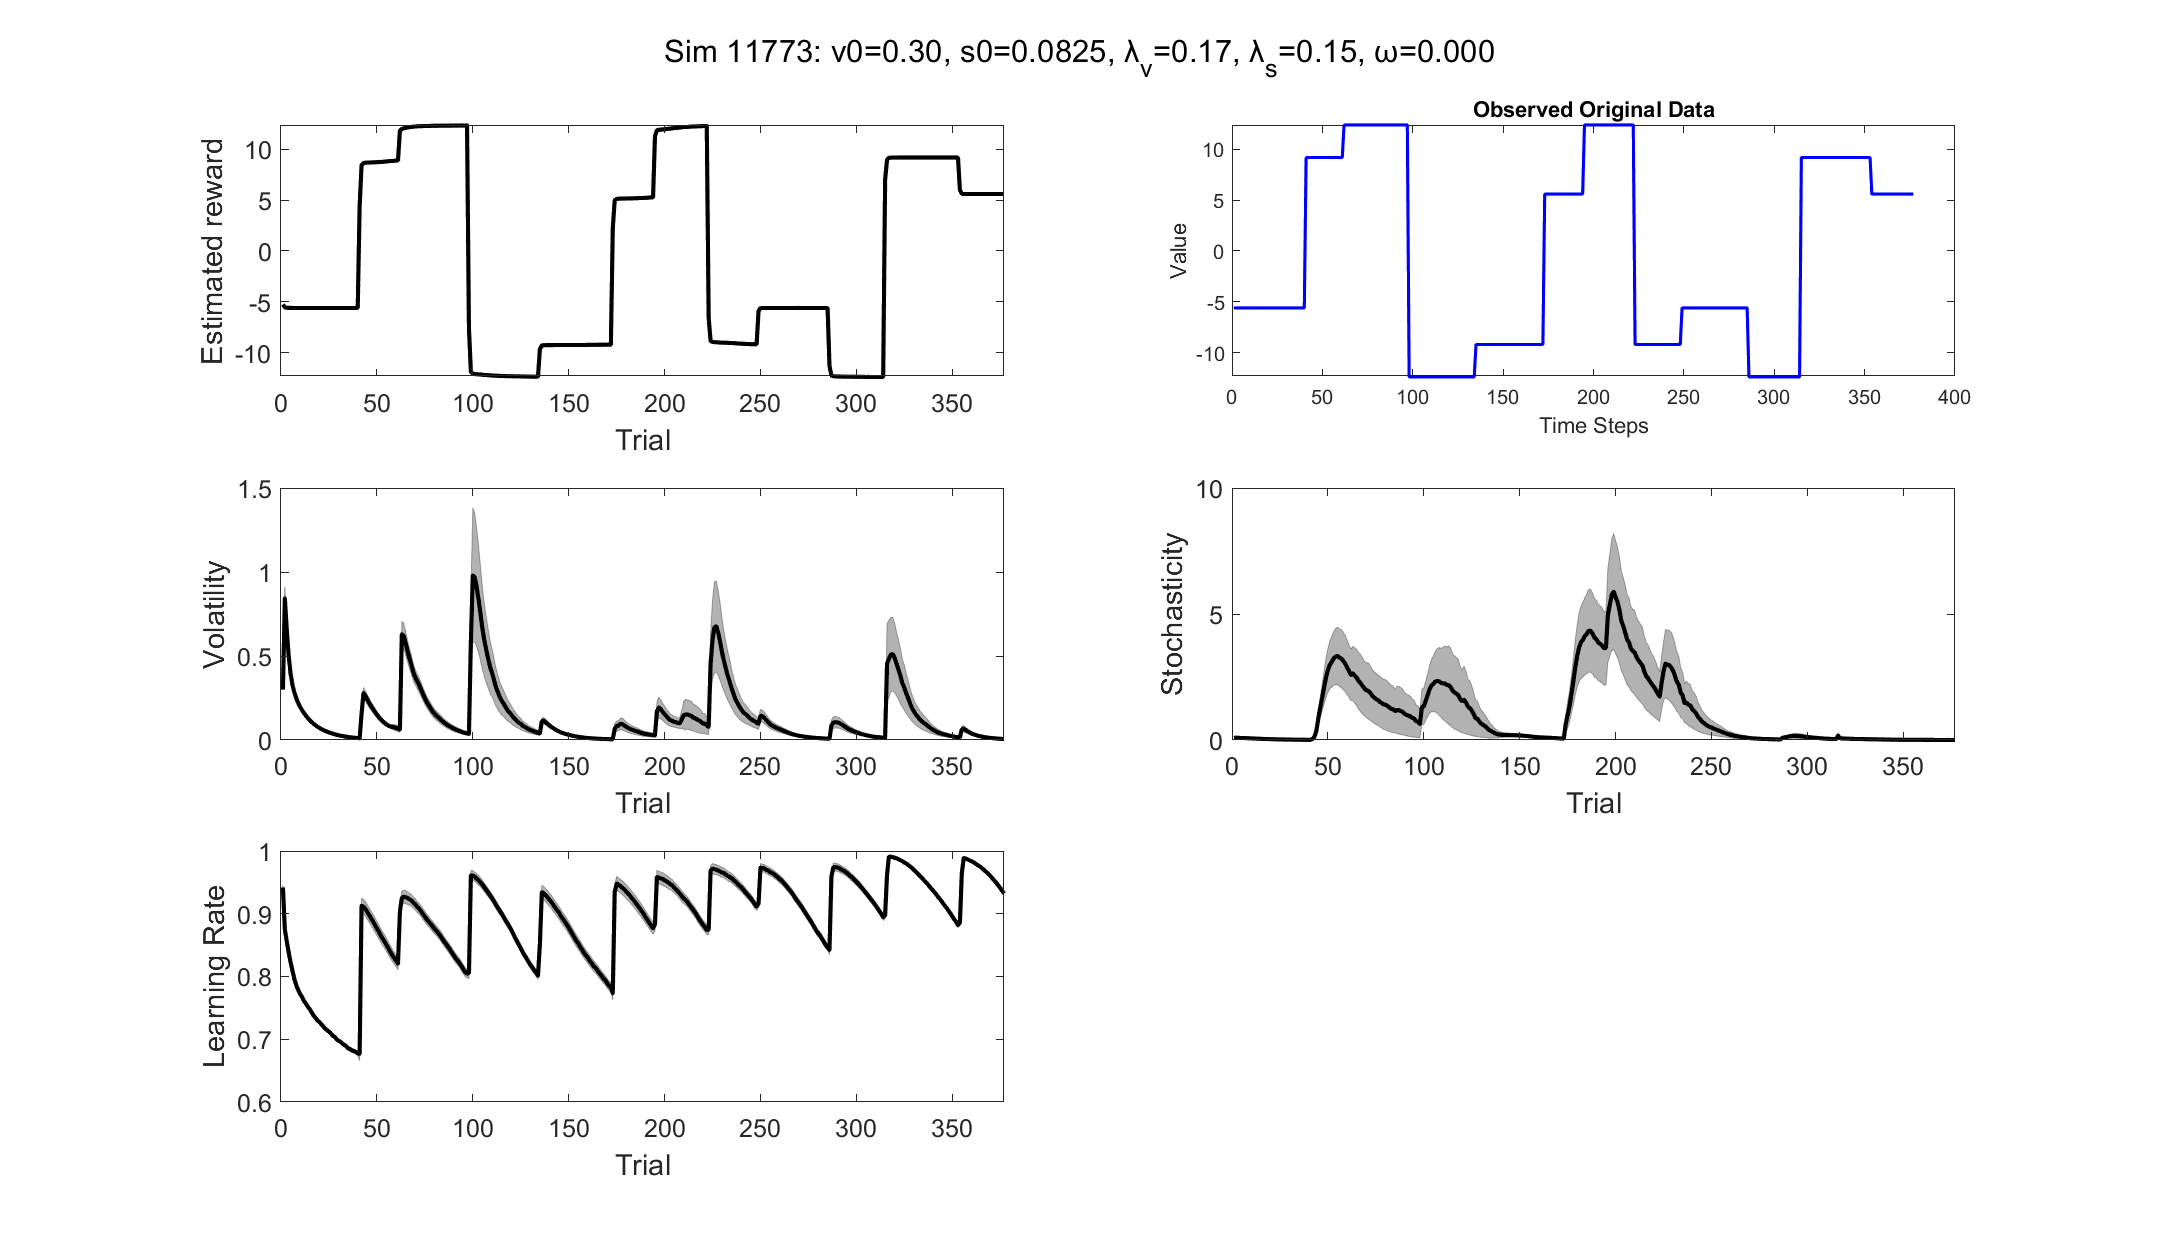 Sim 11773: v0=0.30, s0=0.0825, λ_v=0.17, λ_s=0.15, ω=0.000
Estimated reward
10
5
0
-5
-10
0 50 100 150 200 250 300 350
Trial
Observed Original Data
Value
10
5
0
-5
-10
0 50 100 150 200 250 300 350 400
Time Steps
Volatility
1.5
1
0.5
0
0 50 100 150 200 250 300 350
Trial
Stochasticity
10
5
0
0 50 100 150 200 250 300 350
Trial
Learning Rate
1
0.9
0.8
0.7
0.6
0 50 100 150 200 250 300 350
Trial